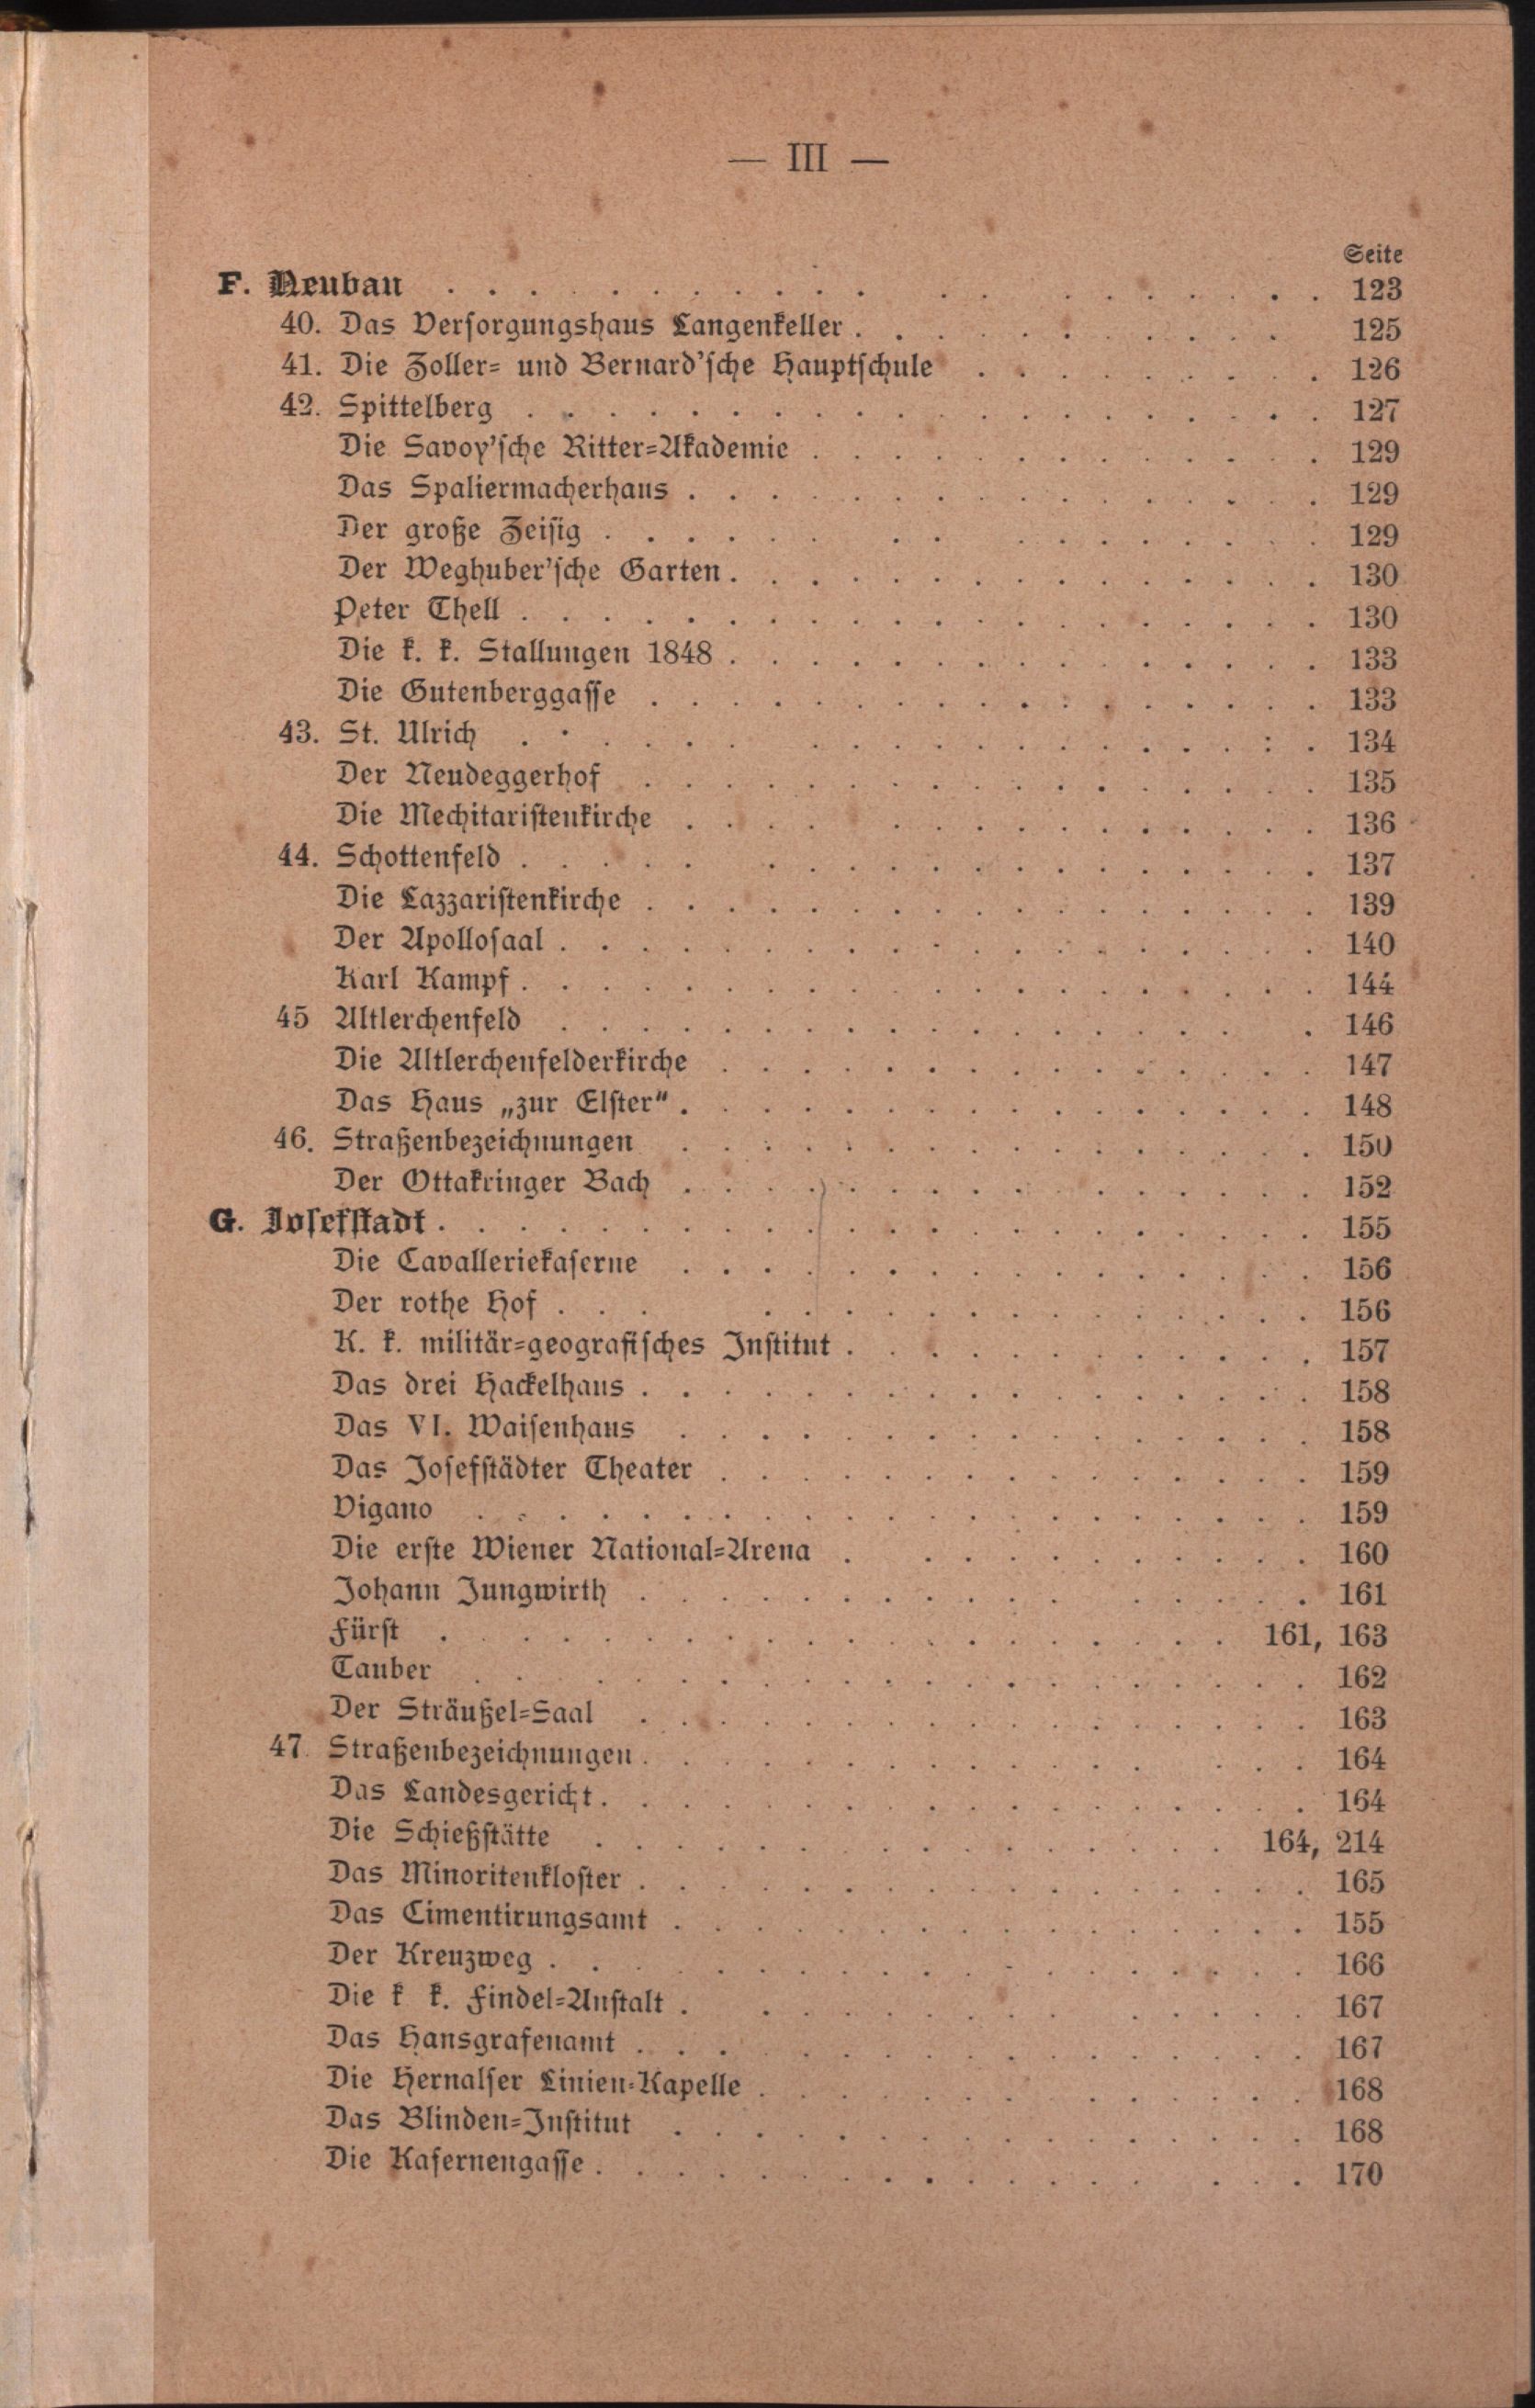 — III —
Seite
F. Neubau . . . . . . . . . . . . . . . . . . . . 123
40. Das Versorgungshaus Langenkeller . . . . . . . . . . . 125
41. Die Zoller= und Bernard'sche Hauptschule . . . . . . . . . 126
42. Spittelberg . . . . . . . . . . . . . . . . . . . . 127
Die Savoy'sche Ritter=Akademie . . . . . . . . . . . . . 129
Das Spaliermacherhaus . . . . . . . . . . . . . . . . 129
Der große Zeisig . . . . . . . . . . . . . . . . 129
Der Weghuber'sche Garten . . . . . . . . . . . . . . . 130
Peter Thell . . . . . . . . . . . . . . . . . . . . 130
Die k. k. Stallungen 1848 . . . . . . . . . . . . . . . 133
Die Gutenberggasse . . . . . . . . . . . . . . . . . 133
43. St. Ulrich . . . . . . . . . . . . . . . . . . . 134
Der Neudeggerhof . . . . . . . . . . . . . . . . . 135
Die Mechitaristenkirche . . . . . . . . . . . . . . . 136
44. Schottenfeld . . . . . . . . . . . . . . . . . . . 137
Die Lazzaristenkirche . . . . . . . . . . . . . . . . . 139
Der Apollosaal . . . . . . . . . . . . . . . . . . . 140
Karl Kampf . . . . . . . . . . . . . . . . . . . . 144
45 Altlerchenfeld . . . . . . . . . . . . . . . . . . 146
Die Altlerchenfelderkirche . . . . . . . . . . . . . . . 147
Das Haus „zur Elster“ . . . . . . . . . . . . . . . . 148
46. Straßenbezeichnungen . . . . . . . . . . . . . . . . 150
Der Ottakringer Bach . . . . . . . . . . . . . . . . 152
G. Josefstadt . . . . . . . . . . . . . . . . . . . . . . 155
Die Cavalleriekaserne . . . . . . . . . . . . . . . . 156
Der rothe Hof . . . . . . . . . . . . . . . . . 156
K. k. militär=geografisches Institut . . . . . . . . . . . . 157
Das drei Hackelhaus . . . . . . . . . . . . . . . . . 158
Das VI. Waisenhaus . . . . . . . . . . . . . . . . 158
Das Josefstädter Theater . . . . . . . . . . . . . . . 159
Vigano . . . . . . . . . . . . . . . . . . . . . 159
Die erste Wiener National=Arena . . . . . . . . . . . 160
Johann Jungwirth . . . . . . . . . . . . . . . . 161
Fürst . . . . . . . . . . . . . . . . . . . . 161, 163
Tauber . . . . . . . . . . . . . . . . . . . . 162
Der Sträußel=Saal . . . . . . . . . . . . . . . . . 163
47. Straßenbezeichnungen . . . . . . . . . . . . . . . . 164
Das Landesgericht . . . . . . . . . . . . . . . . . . 164
Die Schießstätte . . . . . . . . . . . . . . . 164, 214
Das Minoritenkloster . . . . . . . . . . . . . . . . . 165
Das Cimentirungsamt . . . . . . . . . . . . . . . . 155
Der Kreuzweg . . . . . . . . . . . . . . . . . 166
Die k k. Findel=Anstalt . . . . . . . . . . . . . . 167
Das Hansgrafenamt . . . . . . . . . . . . . . . . . 167
Die Hernalser Linien=Kapelle . . . . . . . . . . . . . . 168
Das Blinden=Institut . . . . . . . . . . . . . . . . 168
Die Kasernengasse . . . . . . . . . . . . . . . . . 170